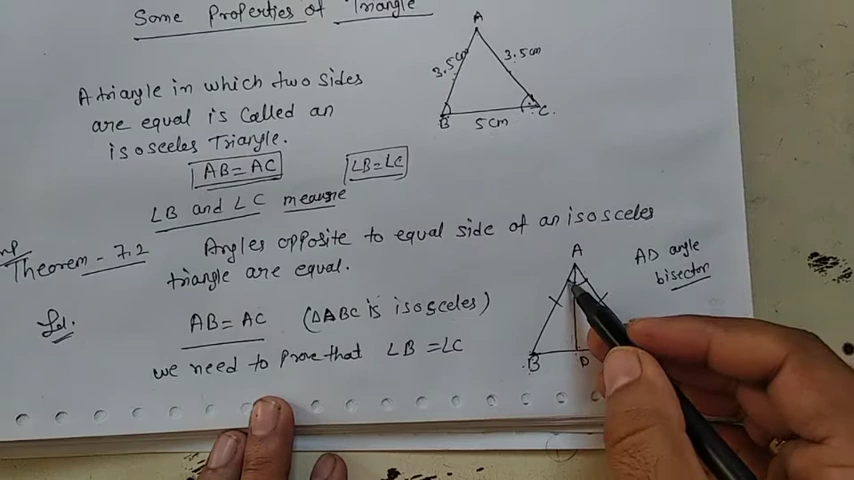 Some Properties of Triangle
A triangle in which two sides
are equal is called an
isosceles Triangle.
AB = AC
∠B = ∠C
∠B and ∠C measure
A
3.5cm
3.5cm
B
5cm
C.
Theorem - 7.2
Angles opposite to equal side of an isosceles
triangle are equal.
AB = AC (△ABC is isosceles)
we need to prove that ∠B = ∠C
A
B
D
AD angle
bisector